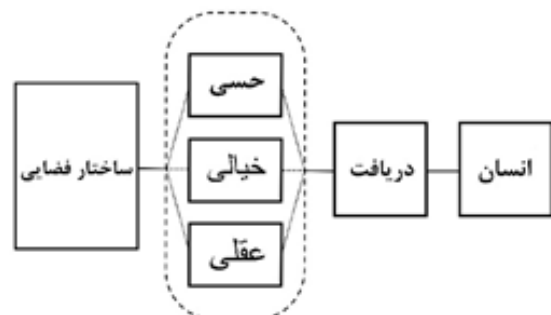 انسان
دریافت
حسی
خیالی
عقلی
ساختار فضایی